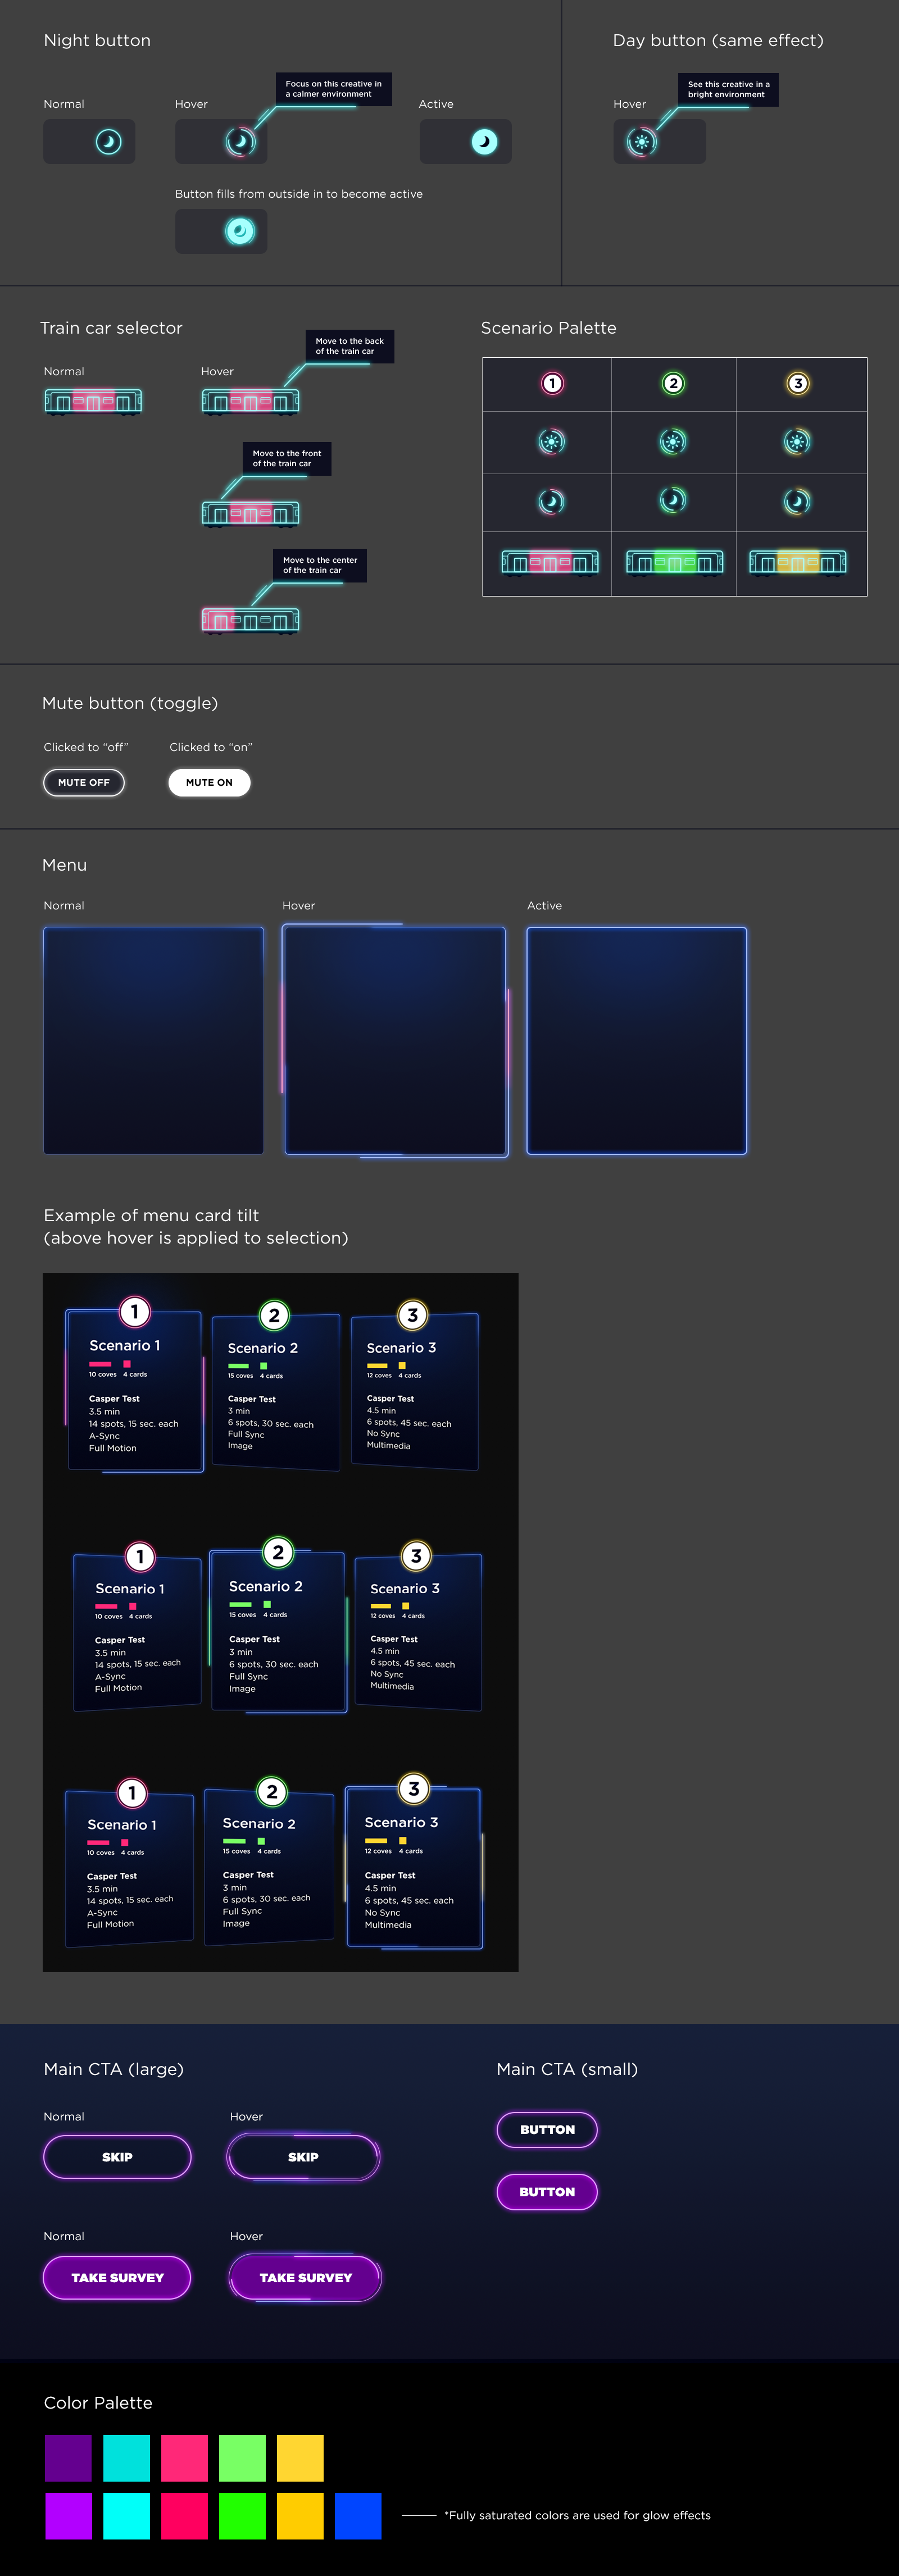 Night button
Day button (same effect)
Focus on this creative in
a calmer environment
See this creative in a
bright environment
Normal
Hover
Active
Hover
Button fills from outside in to become active
Train car selector
Scenario Palette
Move to the back
of the train car
Normal
Hover
1
2
3
Move to the front
of the train car
Move to the center
of the train car
Mute button (toggle)
Clicked to “off”
Clicked to “on”
MUTE OFF
MUTE ON
Menu
Normal
Hover
Active
Example of menu card tilt
(above hover is applied to selection)
1
Scenario 1
10 coves 4 cards
Casper Test
3.5 min
14 spots, 15 sec. each
A-Sync
Full Motion
2
Scenario 2
15 coves 4 cards
Casper Test
3 min
6 spots, 30 sec. each
Full Sync
Image
3
Scenario 3
12 coves 4 cards
Casper Test
4.5 min
6 spots, 45 sec. each
No Sync
Multimedia
1
Scenario 1
10 coves 4 cards
Casper Test
3.5 min
14 spots, 15 sec. each
A-Sync
Full Motion
2
Scenario 2
15 coves 4 cards
Casper Test
3 min
6 spots, 30 sec. each
Full Sync
Image
3
Scenario 3
12 coves 4 cards
Casper Test
4.5 min
6 spots, 45 sec. each
No Sync
Multimedia
1
Scenario 1
10 coves 4 cards
Casper Test
3.5 min
14 spots, 15 sec. each
A-Sync
Full Motion
2
Scenario 2
15 coves 4 cards
Casper Test
3 min
6 spots, 30 sec. each
Full Sync
Image
3
Scenario 3
12 coves 4 cards
Casper Test
4.5 min
6 spots, 45 sec. each
No Sync
Multimedia
Main CTA (large)
Main CTA (small)
Normal
Hover
SKIP
SKIP
BUTTON
BUTTON
Normal
Hover
TAKE SURVEY
TAKE SURVEY
Color Palette
*Fully saturated colors are used for glow effects